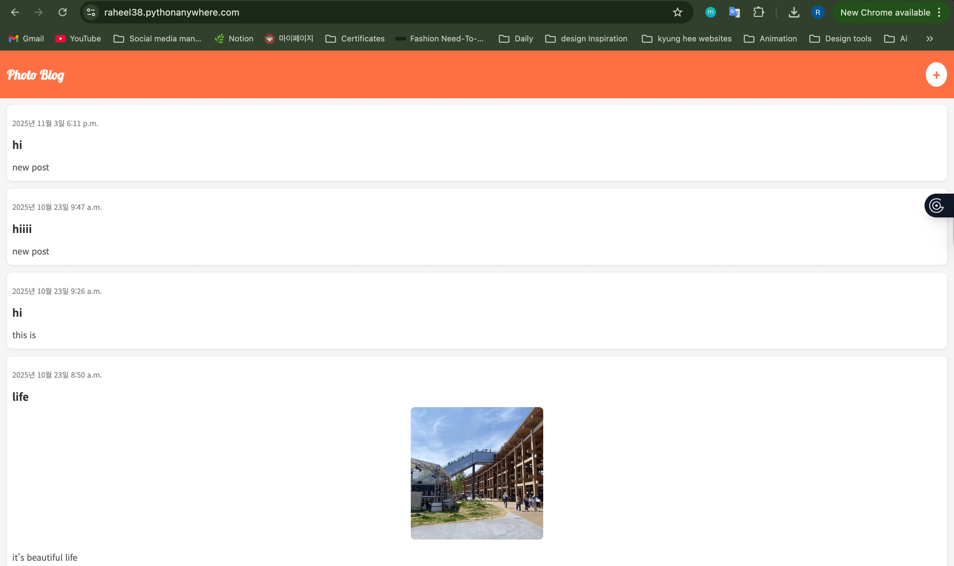 raheel38.pythonanywhere.com
New Chrome available
Gmail
YouTube
Social media man...
Notion
마이페이지
Certificates
Fashion Need-To-...
Daily
design Inspiration
kyung hee websites
Animation
Design tools
Ai
Photo Blog
2025년 11월 3일 6:11 p.m.
hi
new post
2025년 10월 23일 9:47 a.m.
hiiii
new post
2025년 10월 23일 9:26 a.m.
hi
this is
2025년 10월 23일 8:50 a.m.
life
it's beautiful life